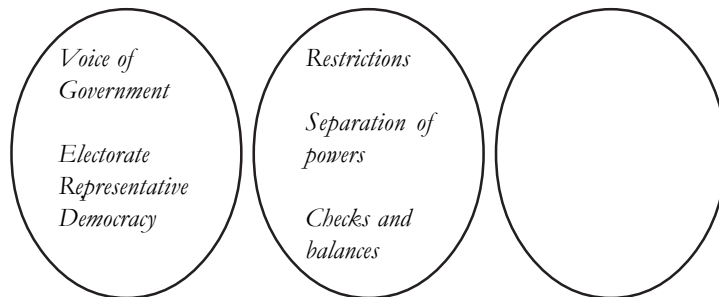 Voice of
Government
Electorate
Representative
Democracy
Restrictions
Separation of
powers
Checks and
balances